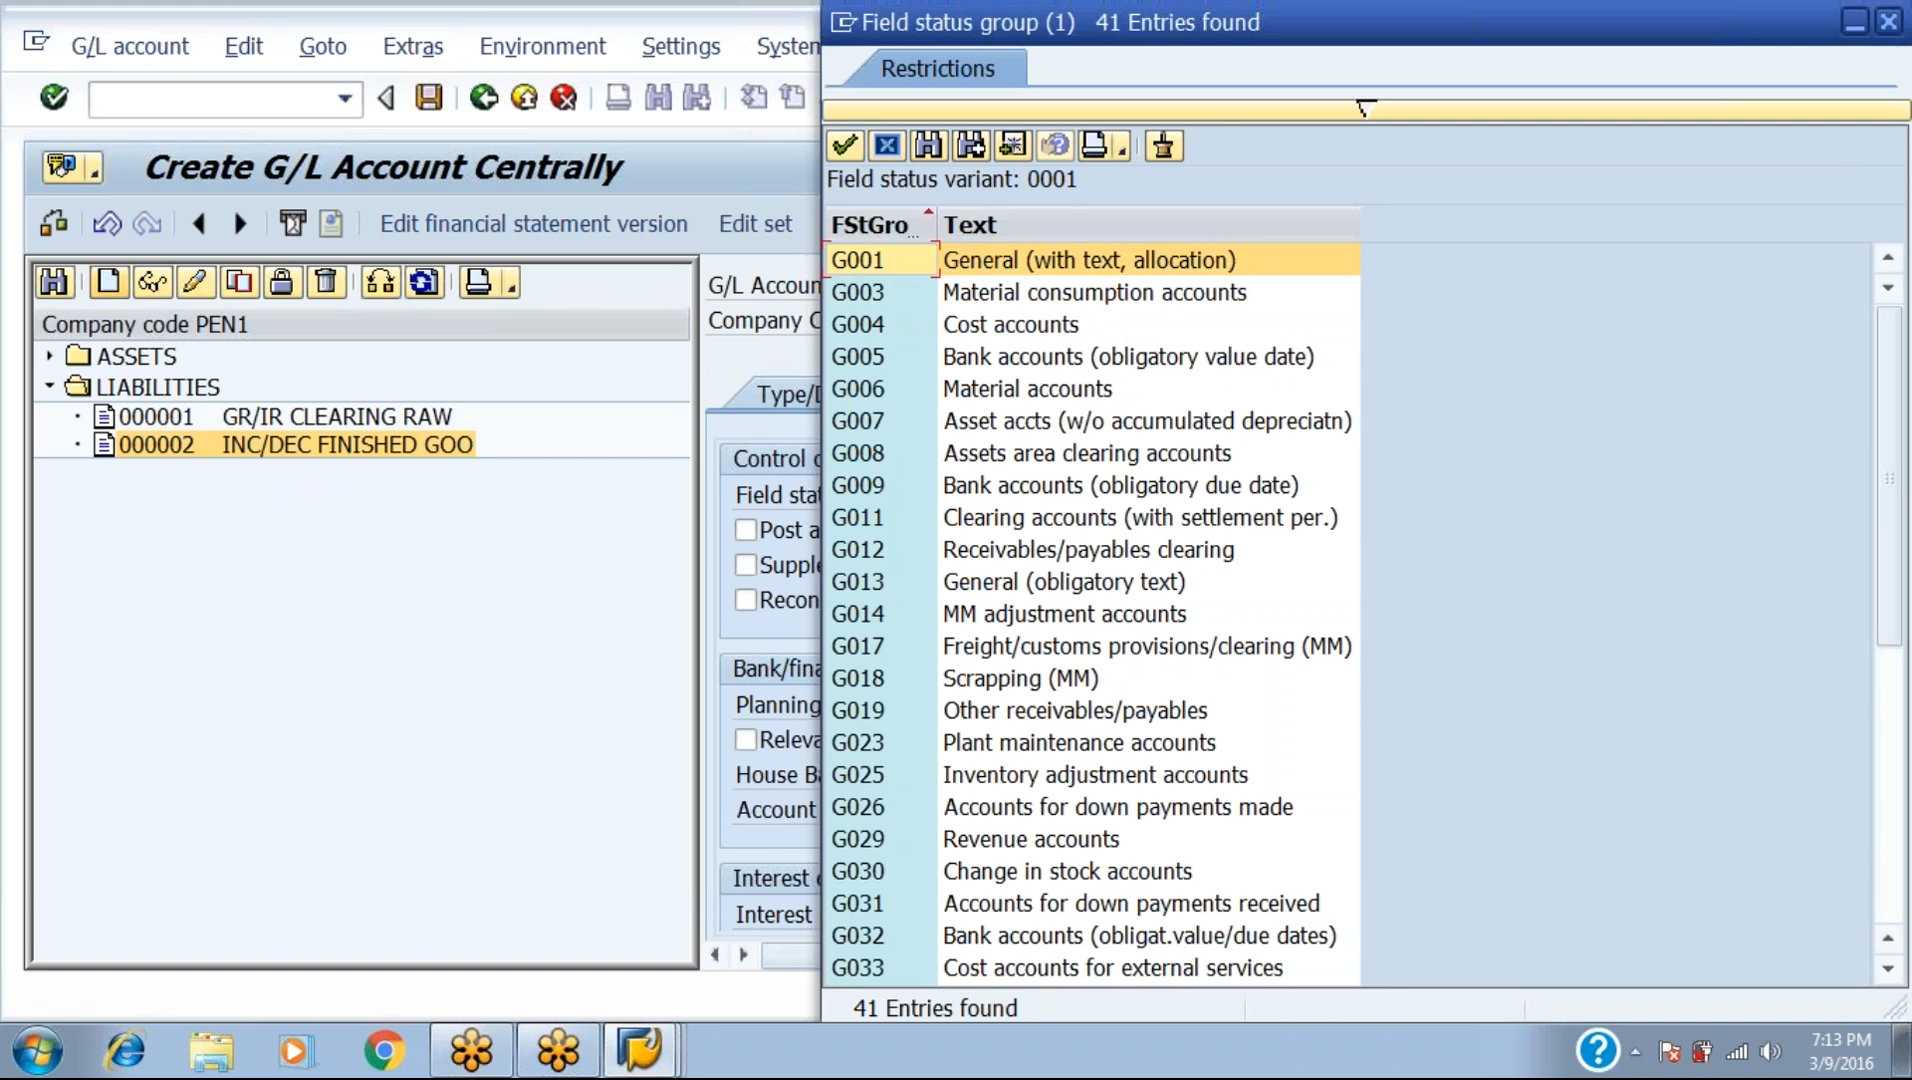 G/L account Edit Goto Extras Environment Settings System
Create G/L Account Centrally
Edit financial statement version Edit set
Company code PEN1
ASSETS
LIABILITIES
000001 GR/IR CLEARING RAW
000002 INC/DEC FINISHED GOO
G/L Accoun
Company C
Type/D
Control o
Field stat
Post a
Supple
Recon
Bank/fina
Planning
Releva
House Ba
Account
Interest c
Interest
Field status group (1) 41 Entries found
Restrictions
Field status variant: 0001
FStGro... Text
G001 General (with text, allocation)
G003 Material consumption accounts
G004 Cost accounts
G005 Bank accounts (obligatory value date)
G006 Material accounts
G007 Asset accts (w/o accumulated depreciatn)
G008 Assets area clearing accounts
G009 Bank accounts (obligatory due date)
G011 Clearing accounts (with settlement per.)
G012 Receivables/payables clearing
G013 General (obligatory text)
G014 MM adjustment accounts
G017 Freight/customs provisions/clearing (MM)
G018 Scrapping (MM)
G019 Other receivables/payables
G023 Plant maintenance accounts
G025 Inventory adjustment accounts
G026 Accounts for down payments made
G029 Revenue accounts
G030 Change in stock accounts
G031 Accounts for down payments received
G032 Bank accounts (obligat.value/due dates)
G033 Cost accounts for external services
41 Entries found
7:13 PM
3/9/2016